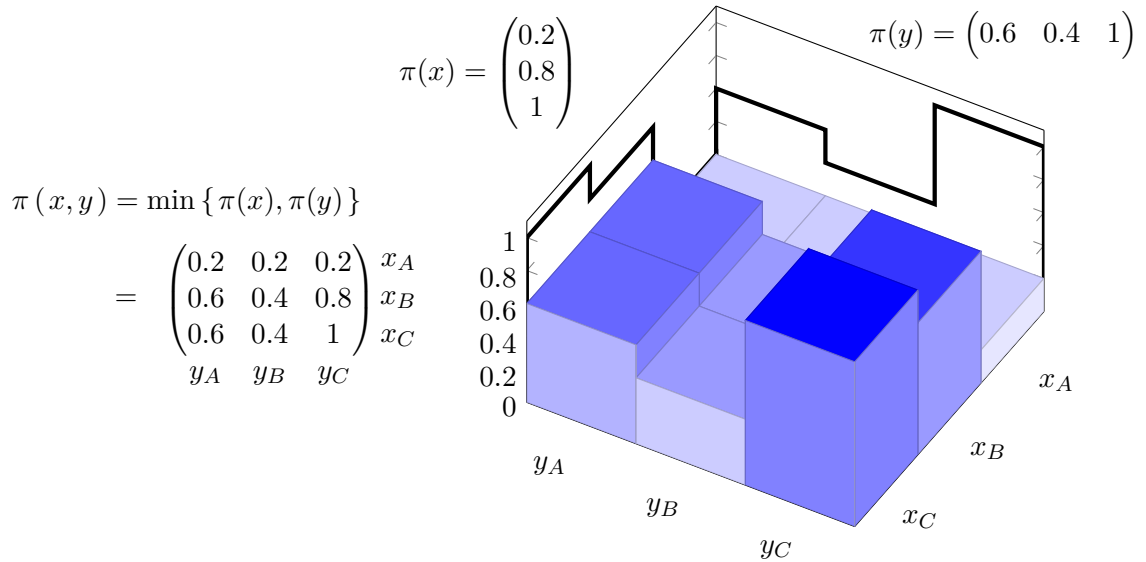 π(x) = (0.2
0.8
1)
π(y) = (0.6 0.4 1)
π(x, y) = min{π(x), π(y)}
= (0.2 0.2 0.2) x_A
(0.6 0.4 0.8) x_B
(0.6 0.4 1) x_C
y_A y_B y_C
1
0.8
0.6
0.4
0.2
0
y_A
y_B
y_C
x_C
x_B
x_A